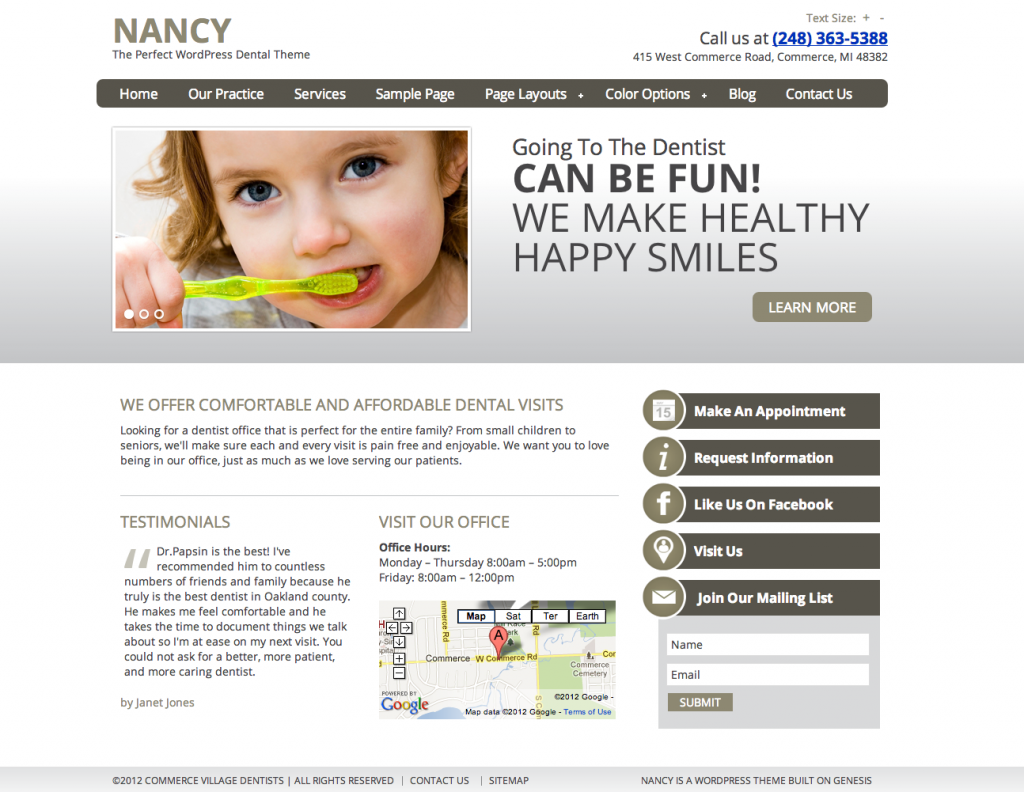 NANCY
The Perfect WordPress Dental Theme
Text Size: + -
Call us at (248) 363-5388
415 West Commerce Road, Commerce, MI 48382
Home Our Practice Services Sample Page Page Layouts + Color Options + Blog Contact Us
Going To The Dentist
CAN BE FUN!
WE MAKE HEALTHY
HAPPY SMILES
LEARN MORE
WE OFFER COMFORTABLE AND AFFORDABLE DENTAL VISITS
Looking for a dentist office that is perfect for the entire family? From small children to
seniors, we'll make sure each and every visit is pain free and enjoyable. We want you to love
being in our office, just as much as we love serving our patients.
TESTIMONIALS
“ Dr.Papsin is the best! I've
recommended him to countless
numbers of friends and family because he
truly is the best dentist in Oakland county.
He makes me feel comfortable and he
takes the time to document things we talk
about so I'm at ease on my next visit. You
could not ask for a better, more patient,
and more caring dentist.
by Janet Jones
VISIT OUR OFFICE
Office Hours:
Monday – Thursday 8:00am – 5:00pm
Friday: 8:00am – 12:00pm
Map Sat Ter Earth
A
Commerce W Commerce Rd
Commerce
Cemetery
POWERED BY
Google
©2012 Google -
Map data ©2012 Google - Terms of Use
15
Make An Appointment
i
Request Information
f
Like Us On Facebook
Visit Us
Join Our Mailing List
Name
Email
SUBMIT
©2012 COMMERCE VILLAGE DENTISTS | ALL RIGHTS RESERVED | CONTACT US | SITEMAP
NANCY IS A WORDPRESS THEME BUILT ON GENESIS